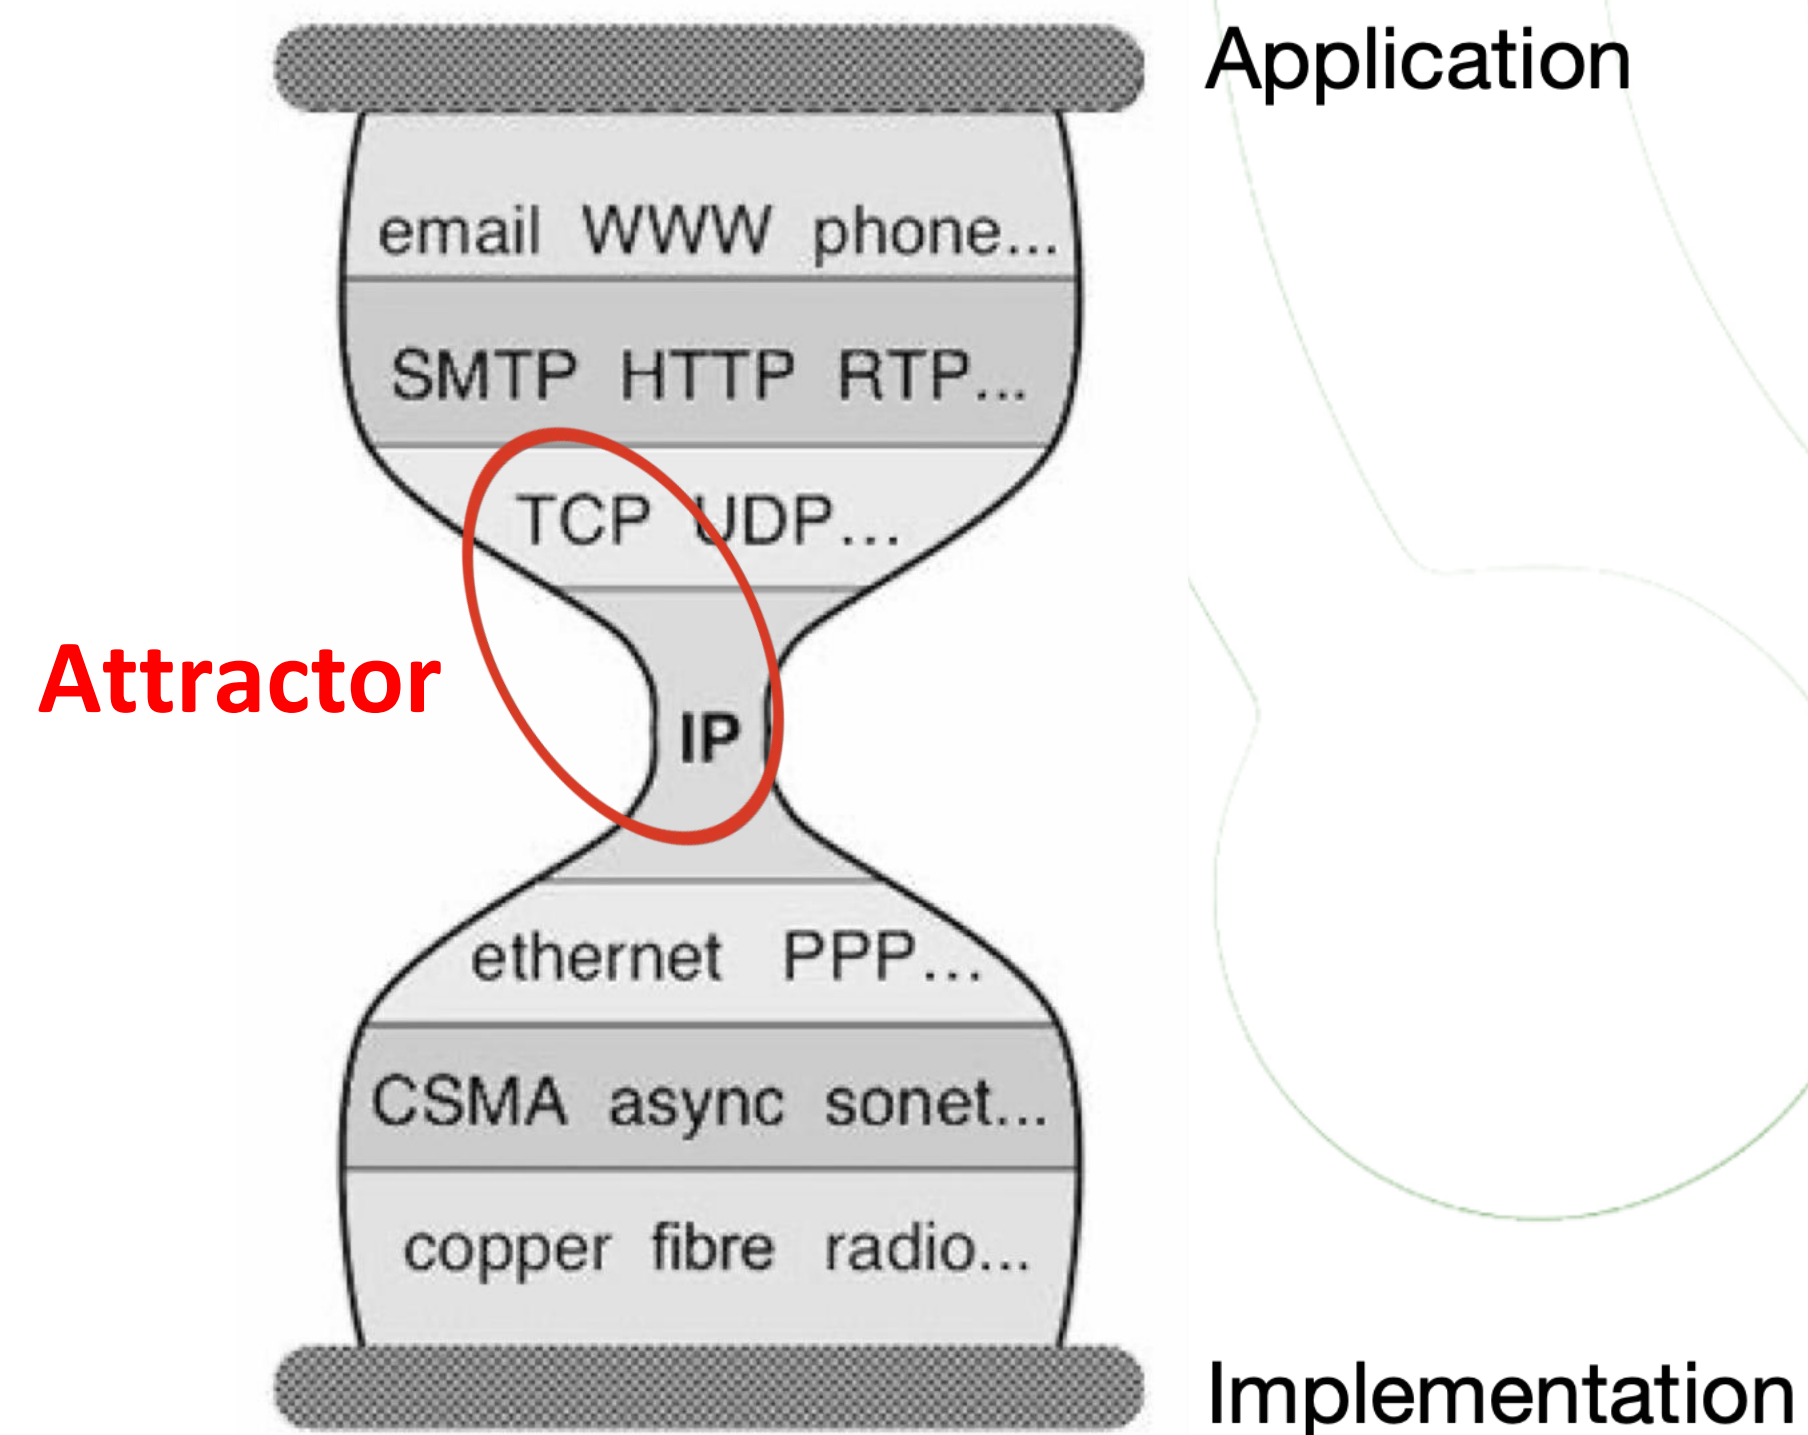 Application
email WWW phone...
SMTP HTTP RTP...
TCP UDP...
Attractor
IP
ethernet PPP...
CSMA async sonet...
copper fibre radio...
Implementation